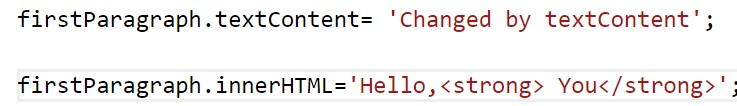 firstParagraph.textContent= 'Changed by textContent';
firstParagraph.innerHTML='Hello,<strong> You</strong>';